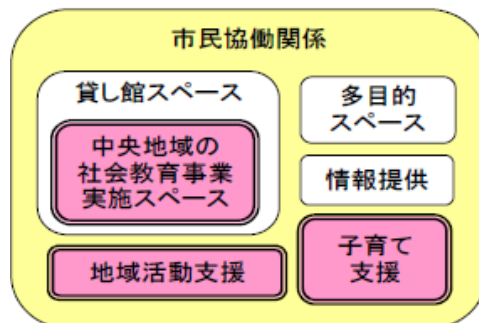 市民協働関係
貸し館スペース
中央地域の
社会教育事業
実施スペース
多目的
スペース
情報提供
地域活動支援
子育て
支援